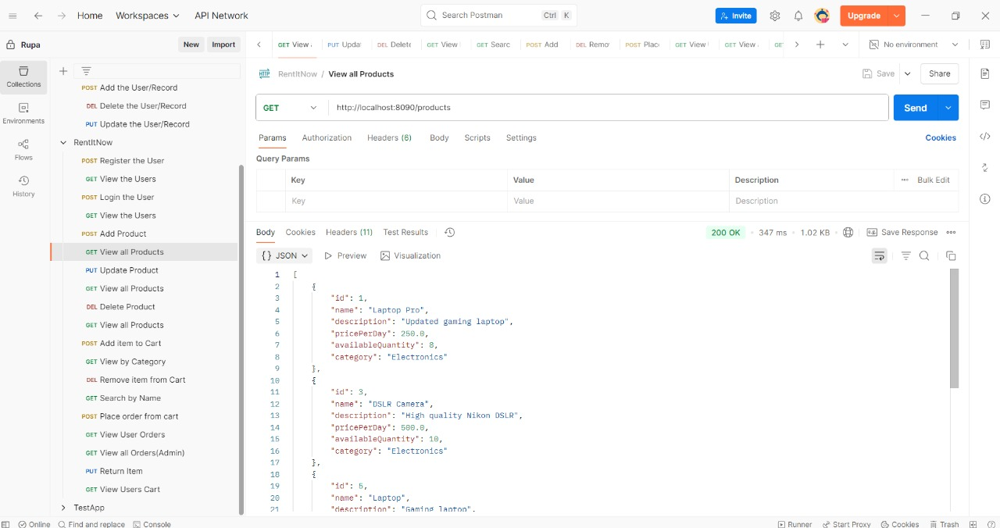 Home Workspaces API Network Search Postman Ctrl K Invite Upgrade
Rupa New Import
GET View PUT Upda DEL Delete GET View GET Searc POST Add DEL Remo POST Place GET View GET View GE No environment
Collections
Environments
Flows
History
POST Add the User/Record
DEL Delete the User/Record
PUT Update the User/Record
RentItNow
POST Register the User
GET View the Users
POST Login the User
GET View the Users
POST Add Product
GET View all Products
PUT Update Product
GET View all Products
DEL Delete Product
GET View all Products
POST Add item to Cart
GET View by Category
DEL Remove item from Cart
GET Search by Name
POST Place order from cart
GET View User Orders
GET View all Orders(Admin)
PUT Return Item
GET View Users Cart
TestApp
HTTP RentItNow / View all Products Save Share
GET http://localhost:8090/products Send
Params Authorization Headers (6) Body Scripts Settings Cookies
Query Params
Key Value Description Bulk Edit
Key Value Description
Body Cookies Headers (11) Test Results 200 OK 347 ms 1.02 KB Save Response
{} JSON Preview Visualization
1 [
2 {
3 "id": 1,
4 "name": "Laptop Pro",
5 "description": "Updated gaming laptop",
6 "pricePerDay": 250.0,
7 "availableQuantity": 8,
8 "category": "Electronics"
9 },
10 {
11 "id": 3,
12 "name": "DSLR Camera",
13 "description": "High quality Nikon DSLR",
14 "pricePerDay": 500.0,
15 "availableQuantity": 10,
16 "category": "Electronics"
17 },
18 {
19 "id": 5,
20 "name": "Laptop",
21 "description": "Gaming laptop",
Online Find and replace Console Runner Start Proxy Cookies Trash